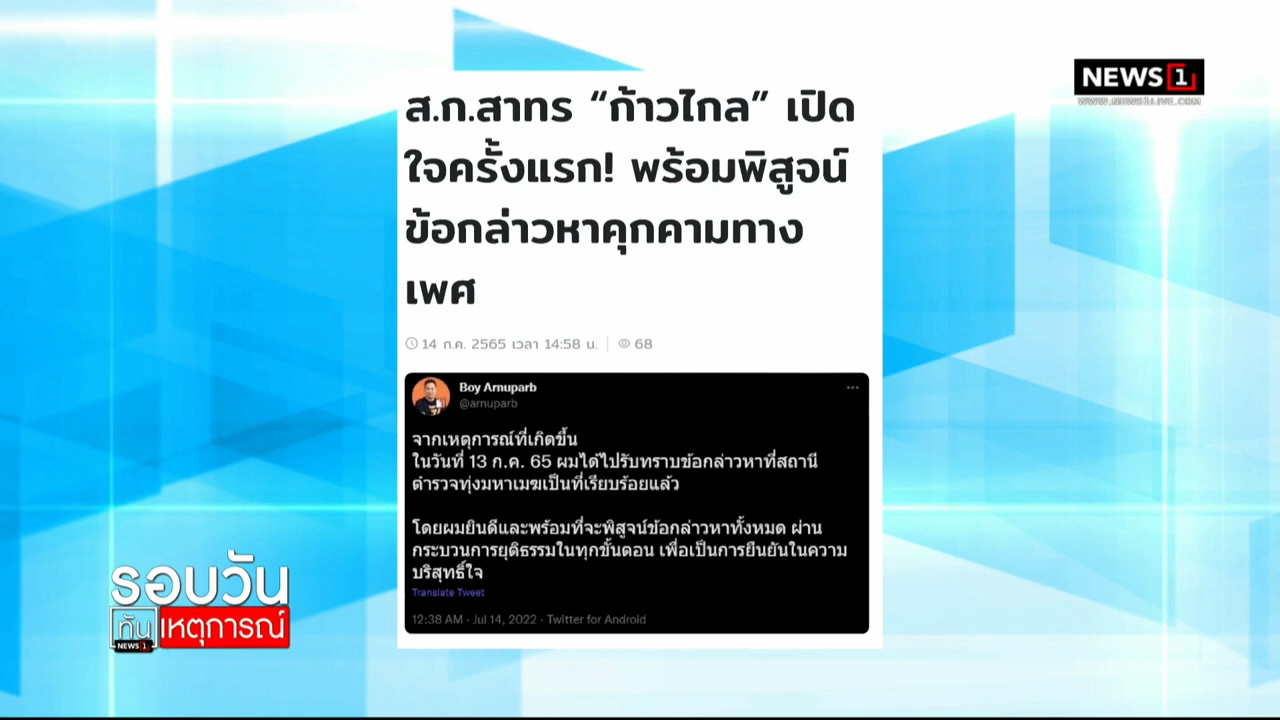 NEWS 1
WWW.NEWS1LIVE.COM
ส.ก.สาทร “ก้าวไกล” เปิด
ใจครั้งแรก! พร้อมพิสูจน์
ข้อกล่าวหาคุกคามทาง
เพศ
14 ก.ค. 2565 เวลา 14:58 น. 68
Boy Arnuparb
@arnuparb
จากเหตุการณ์ที่เกิดขึ้น
ในวันที่ 13 ก.ค. 65 ผมได้ไปรับทราบข้อกล่าวหาที่สถานี
ตำรวจทุ่งมหาเมฆเป็นที่เรียบร้อยแล้ว
โดยผมยินดีและพร้อมที่จะพิสูจน์ข้อกล่าวหาทั้งหมด ผ่าน
กระบวนการยุติธรรมในทุกขั้นตอน เพื่อเป็นการยืนยันในความ
บริสุทธิ์ใจ
Translate Tweet
12:38 AM · Jul 14, 2022 · Twitter for Android
รอบวัน
ทันเหตุการณ์
NEWS 1